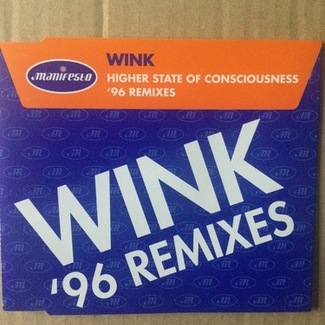 manifesto
WINK
HIGHER STATE OF CONSCIOUSNESS
'96 REMIXES
WINK
'96 REMIXES